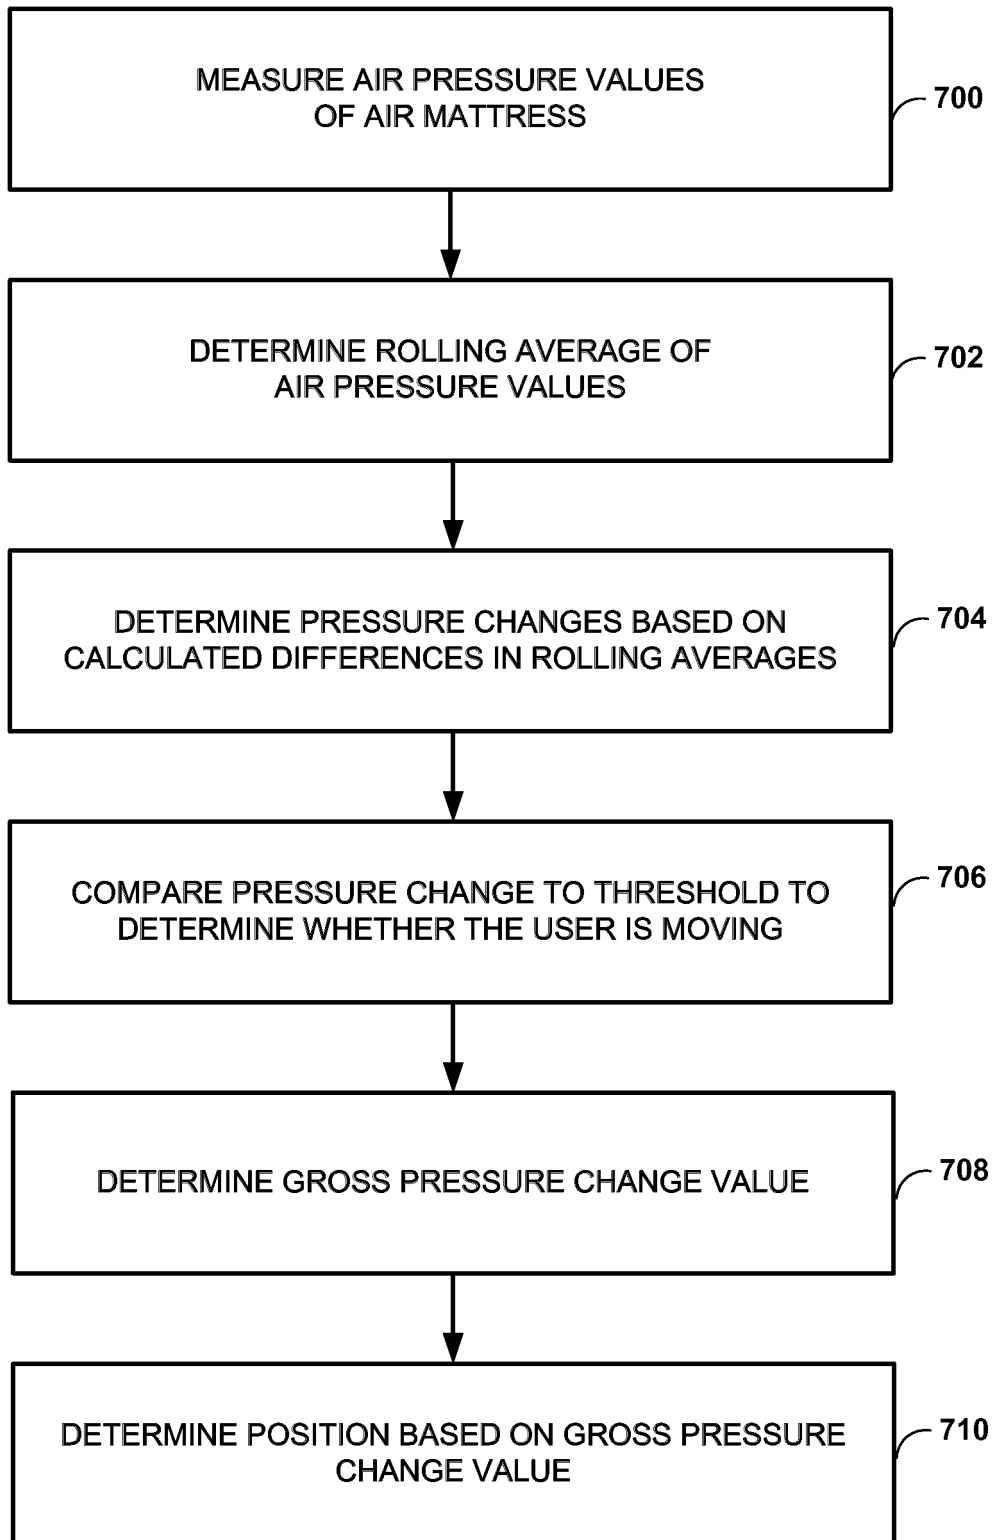 MEASURE AIR PRESSURE VALUES
OF AIR MATTRESS
700
DETERMINE ROLLING AVERAGE OF
AIR PRESSURE VALUES
702
DETERMINE PRESSURE CHANGES BASED ON
CALCULATED DIFFERENCES IN ROLLING AVERAGES
704
COMPARE PRESSURE CHANGE TO THRESHOLD TO
DETERMINE WHETHER THE USER IS MOVING
706
DETERMINE GROSS PRESSURE CHANGE VALUE
708
DETERMINE POSITION BASED ON GROSS PRESSURE
CHANGE VALUE
710